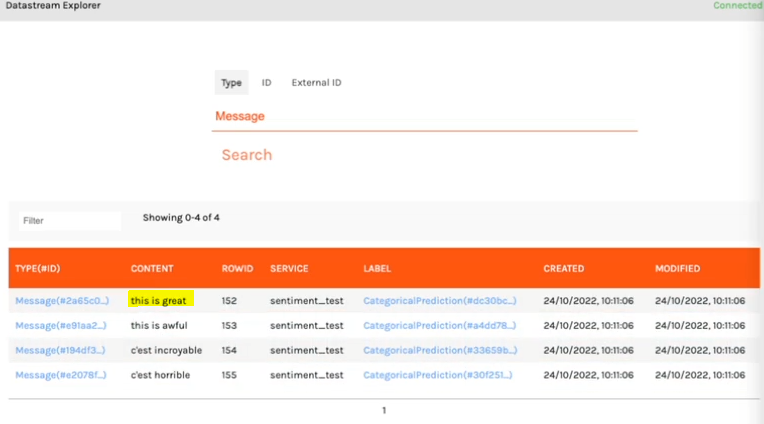 Datastream Explorer Connected
Type ID External ID
Message
Search
Filter Showing 0-4 of 4
TYPE(#ID) CONTENT ROWID SERVICE LABEL CREATED MODIFIED
Message(#2a65c0...) this is great 152 sentiment_test CategoricalPrediction(#dc30bc...) 24/10/2022, 10:11:06 24/10/2022, 10:11:06
Message(#e91aa2...) this is awful 153 sentiment_test CategoricalPrediction(#a4dd78...) 24/10/2022, 10:11:06 24/10/2022, 10:11:06
Message(#194df3...) c'est incroyable 154 sentiment_test CategoricalPrediction(#33659b...) 24/10/2022, 10:11:06 24/10/2022, 10:11:06
Message(#e2078f...) c'est horrible 155 sentiment_test CategoricalPrediction(#30f251...) 24/10/2022, 10:11:06 24/10/2022, 10:11:06
1